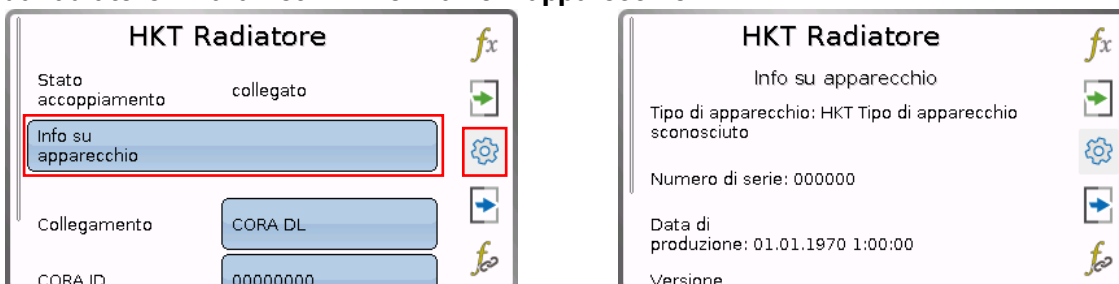 HKT Radiatore
Stato
accoppiamento
collegato
Info su
apparecchio
Collegamento
CORA DL
CORA ID
00000000
HKT Radiatore
Info su apparecchio
Tipo di apparecchio: HKT Tipo di apparecchio
sconosciuto
Numero di serie: 000000
Data di
produzione: 01.01.1970 1:00:00
Versione